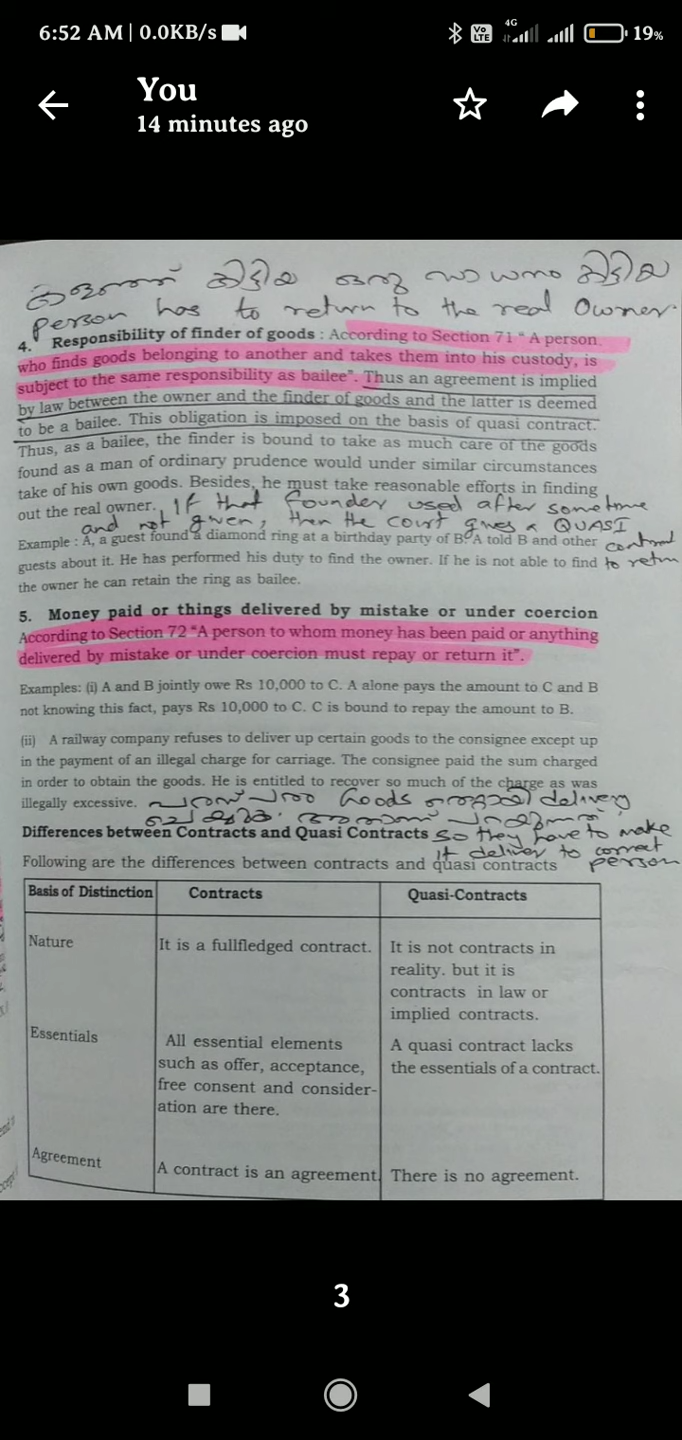 6:52 AM | 0.0KB/s
Vo LTE
4G
19%
You
14 minutes ago
കളഞ്ഞ് കിട്ടിയ ഒരു സാധനം കിട്ടിയ
person has to return to the real Owner.
4. Responsibility of finder of goods : According to Section 71 " A person
who finds goods belonging to another and takes them into his custody, is
subject to the same responsibility as bailee". Thus an agreement is implied
by law between the owner and the finder of goods and the latter is deemed
to be a bailee. This obligation is imposed on the basis of quasi contract.
Thus, as a bailee, the finder is bound to take as much care of the goods
found as a man of ordinary prudence would under similar circumstances
take of his own goods. Besides, he must take reasonable efforts in finding
out the real owner. If that founder used after sometime
and not given, then the court gives a QUASI
Example : A, a guest found a diamond ring at a birthday party of B. A told B and other contract
guests about it. He has performed his duty to find the owner. If he is not able to find to return
the owner he can retain the ring as bailee.
5. Money paid or things delivered by mistake or under coercion
According to Section 72 "A person to whom money has been paid or anything
delivered by mistake or under coercion must repay or return it".
Examples: (i) A and B jointly owe Rs 10,000 to C. A alone pays the amount to C and B
not knowing this fact, pays Rs 10,000 to C. C is bound to repay the amount to B.
(ii) A railway company refuses to deliver up certain goods to the consignee except up
in the payment of an illegal charge for carriage. The consignee paid the sum charged
in order to obtain the goods. He is entitled to recover so much of the charge as was
illegally excessive. Goods delivery
Differences between Contracts and Quasi Contracts so they have to make
it deliver to correct
Following are the differences between contracts and quasi contracts person
Basis of Distinction Contracts Quasi-Contracts
Nature It is a fullfledged contract. It is not contracts in
reality. but it is
contracts in law or
implied contracts.
Essentials All essential elements A quasi contract lacks
such as offer, acceptance, the essentials of a contract.
free consent and consider-
ation are there.
Agreement A contract is an agreement. There is no agreement.
3